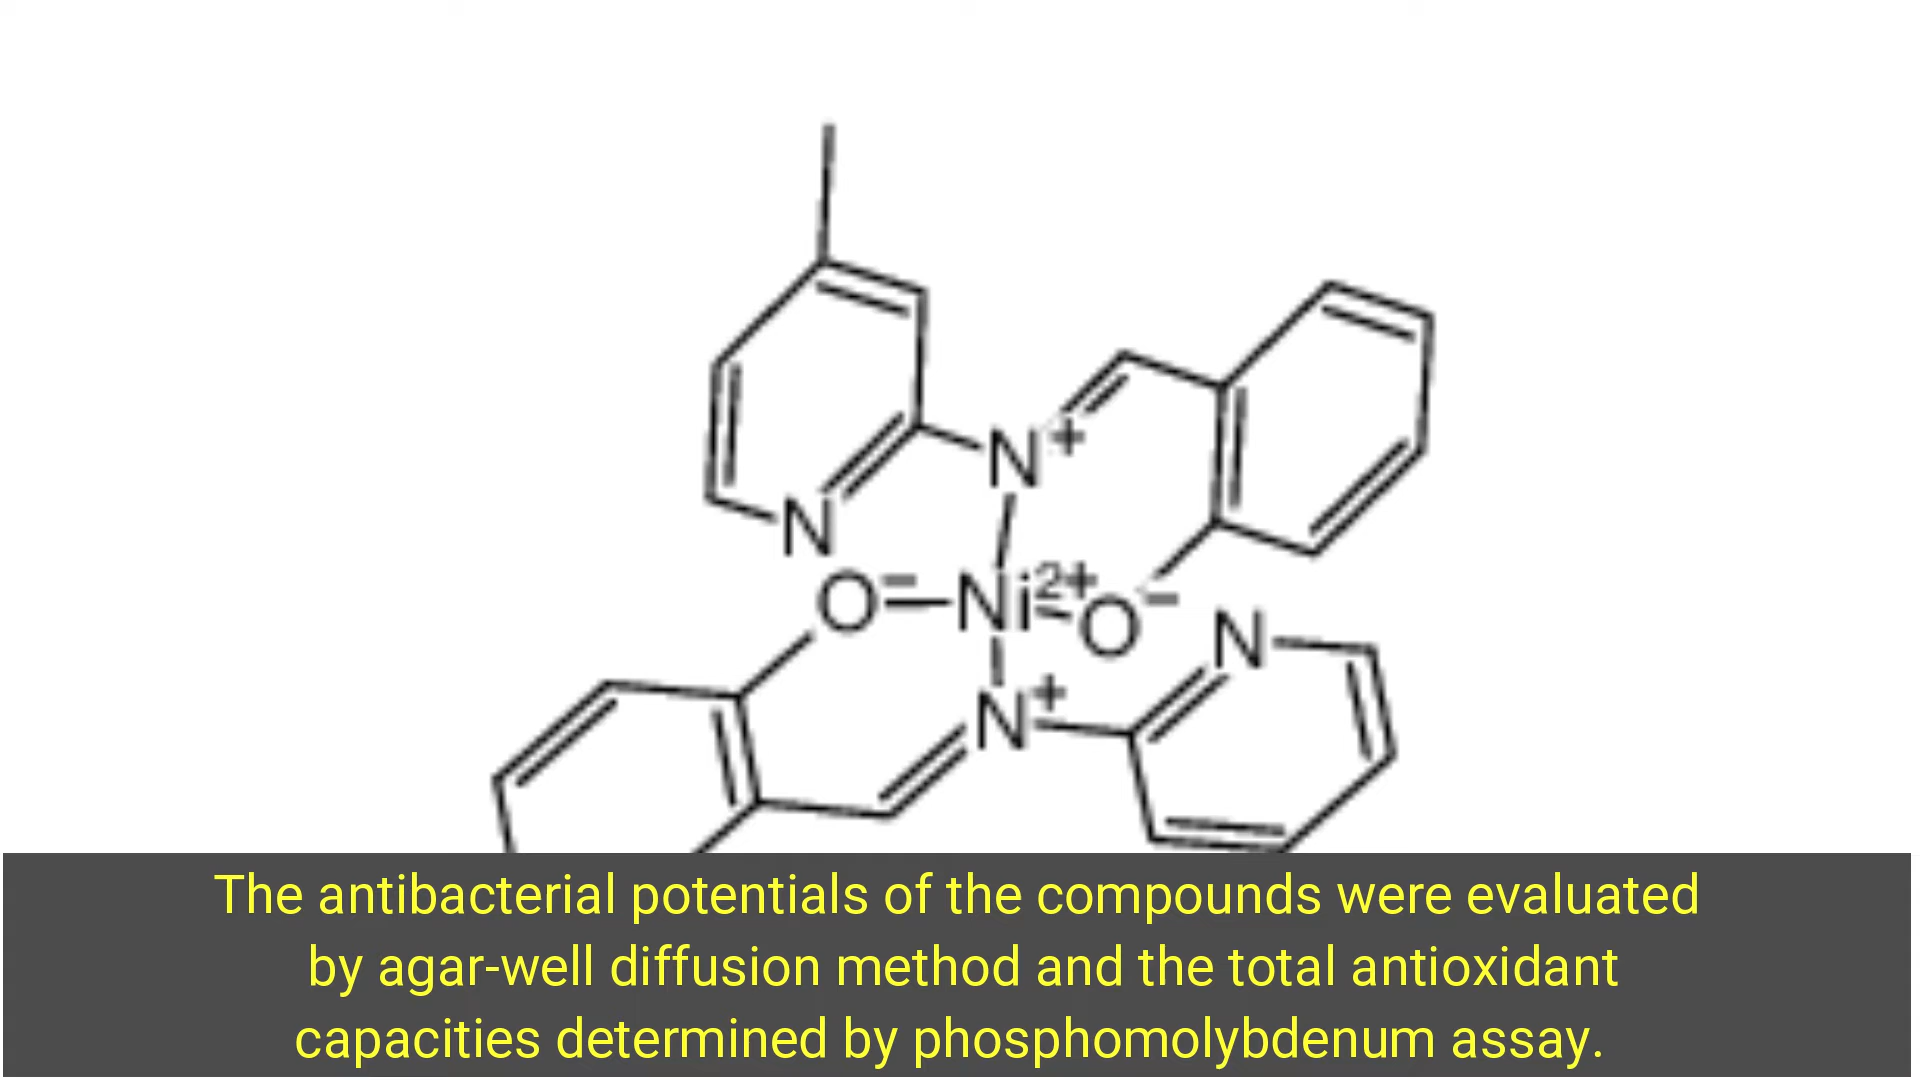 N
N+
N
O−
Ni2+
O−
N
N+
The antibacterial potentials of the compounds were evaluated
by agar-well diffusion method and the total antioxidant
capacities determined by phosphomolybdenum assay.